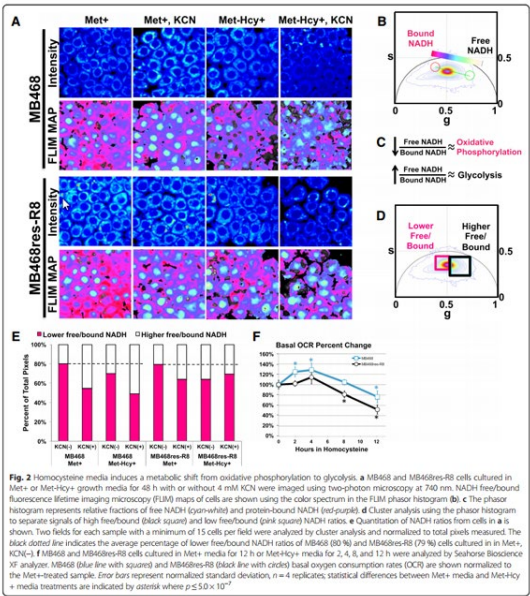 A
Met+
Met+, KCN
Met-Hcy+
Met-Hcy+, KCN
MB468
Intensity
FLIM MAP
MB468res-R8
Intensity
FLIM MAP
B
Bound
NADH
Free
NADH
S
0.5
0
0.5
1
g
C
Free NADH
Bound NADH
≈
Oxidative
Phosphorylation
Free NADH
Bound NADH
≈ Glycolysis
D
Lower
Free/
Bound
Higher
Free/
Bound
S
0.5
0
0.5
1
g
E
Lower free/bound NADH
Higher free/bound NADH
Percent of Total Pixels
100%
80%
60%
40%
20%
0%
KCN(-) KCN(+) KCN(-) KCN(+) KCN(-) KCN(+) KCN(-) KCN(+)
MB468 MB468 MB468res-R8 MB468res-R8
Met+ Met-Hcy+ Met+ Met-Hcy+
F
Basal OCR Percent Change
160%
140%
120%
100%
80%
60%
40%
20%
0%
MB468
MB468res-R8
0 2 4 6 8 10 12
Hours in Homocysteine
Fig. 2 Homocysteine media induces a metabolic shift from oxidative phosphorylation to glycolysis. a MB468 and MB468res-R8 cells cultured in
Met+ or Met-Hcy+ growth media for 48 h with or without 4 mM KCN were imaged using two-photon microscopy at 740 nm. NADH free/bound
fluorescence lifetime imaging microscopy (FLIM) maps of cells are shown using the color spectrum in the FLIM phasor histogram (b). c The phasor
histogram represents relative fractions of free NADH (cyan-white) and protein-bound NADH (red-purple). d Cluster analysis using the phasor histogram
to separate signals of high free/bound (black square) and low free/bound (pink square) NADH ratios. e Quantitation of NADH ratios from cells in a is
shown. Two fields for each sample with a minimum of 15 cells per field were analyzed by cluster analysis and normalized to total pixels measured. The
black dotted line indicates the average percentage of lower free/bound NADH ratios of MB468 (80 %) and MB468res-R8 (79 %) cells cultured in in Met+,
KCN(–). f MB468 and MB468res-R8 cells cultured in Met+ media for 12 h or Met-Hcy+ media for 2, 4, 8, and 12 h were analyzed by Seahorse Bioscience
XF analyzer. MB468 (blue line with squares) and MB468res-R8 (black line with circles) basal oxygen consumption rates (OCR) are shown normalized to
the Met+-treated sample. Error bars represent normalized standard deviation, n = 4 replicates; statistical differences between Met+ media and Met-Hcy
+ media treatments are indicated by asterisk where p ≤ 5.0 × 10⁻⁷